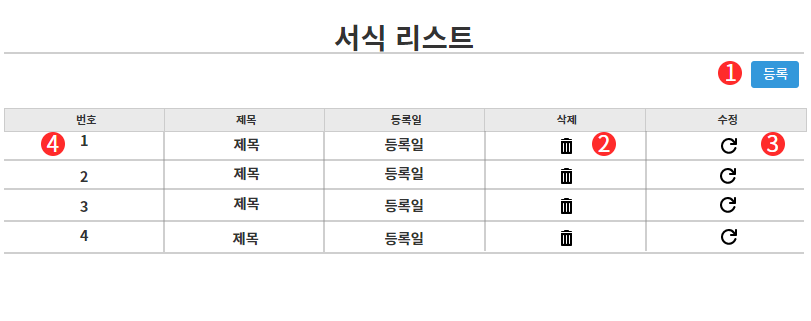 서식 리스트
1 등록
번호 제목 등록일 삭제 수정
4 1 제목 등록일 2 3
2 제목 등록일
3 제목 등록일
4 제목 등록일